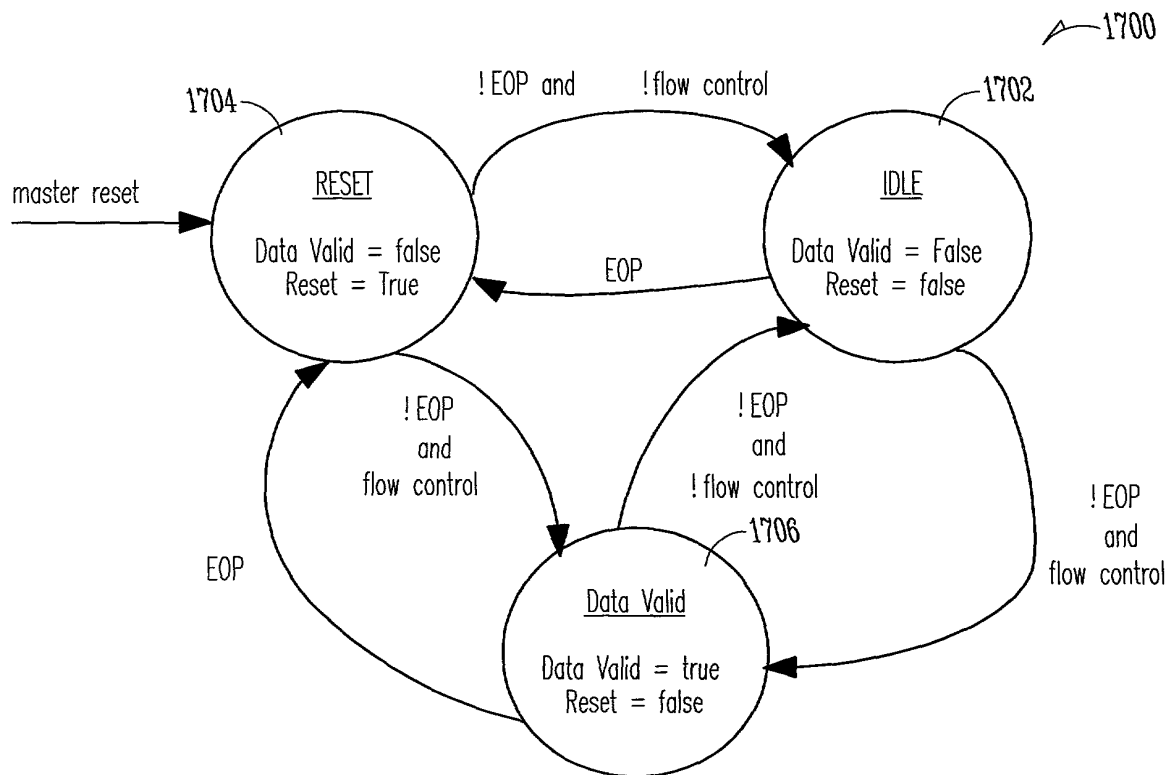 1700
! EOP and !flow control
1704
1702
master reset
RESET
Data Valid = false
Reset = True
IDLE
Data Valid = False
Reset = false
EOP
! EOP
and
flow control
! EOP
and
! flow control
! EOP
and
flow control
EOP
1706
Data Valid
Data Valid = true
Reset = false